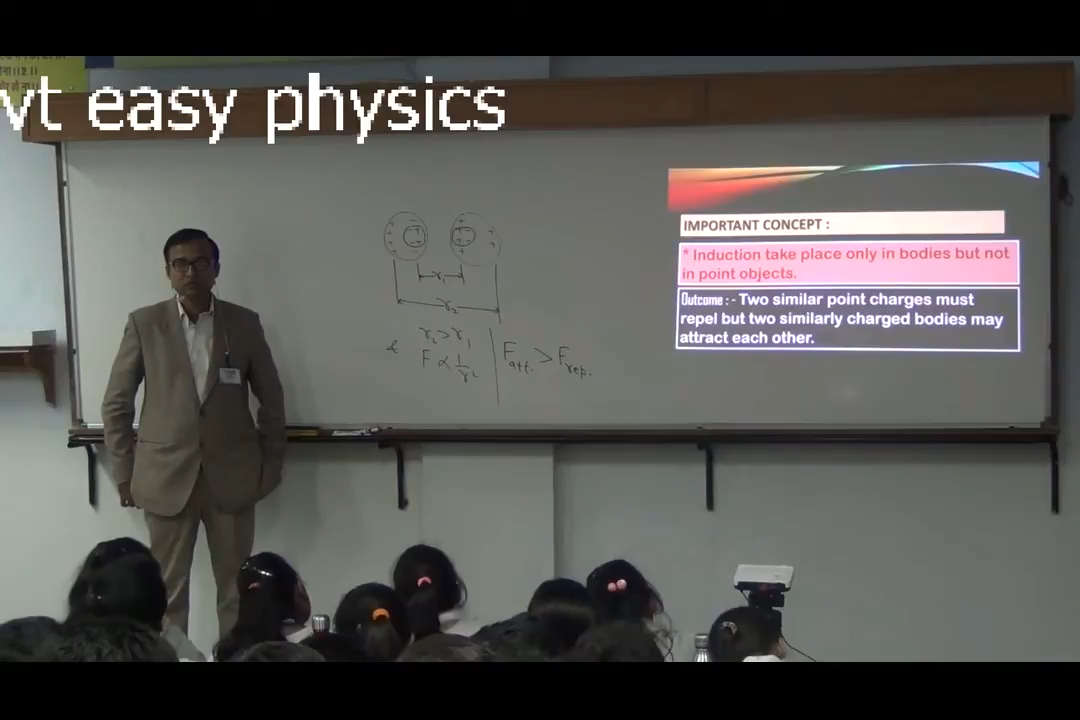 vt easy physics
IMPORTANT CONCEPT :
* Induction take place only in bodies but not
in point objects.
Outcome : - Two similar point charges must
repel but two similarly charged bodies may
attract each other.
r₁
r₂
r₂ > r₁
F ∝ 1/r²
F att. > F rep.